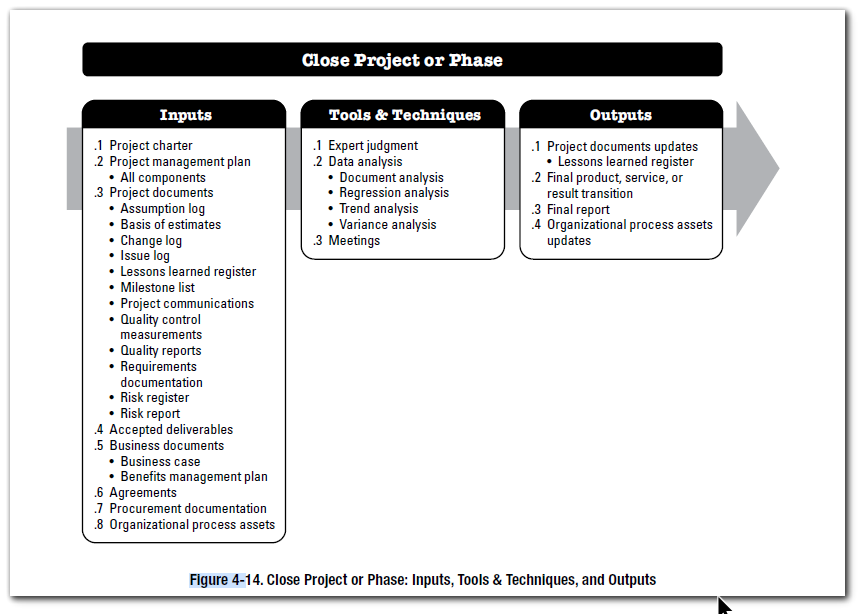 Close Project or Phase
Inputs
.1 Project charter
.2 Project management plan
• All components
.3 Project documents
• Assumption log
• Basis of estimates
• Change log
• Issue log
• Lessons learned register
• Milestone list
• Project communications
• Quality control
measurements
• Quality reports
• Requirements
documentation
• Risk register
• Risk report
.4 Accepted deliverables
.5 Business documents
• Business case
• Benefits management plan
.6 Agreements
.7 Procurement documentation
.8 Organizational process assets
Tools & Techniques
.1 Expert judgment
.2 Data analysis
• Document analysis
• Regression analysis
• Trend analysis
• Variance analysis
.3 Meetings
Outputs
.1 Project documents updates
• Lessons learned register
.2 Final product, service, or
result transition
.3 Final report
.4 Organizational process assets
updates
Figure 4-14. Close Project or Phase: Inputs, Tools & Techniques, and Outputs